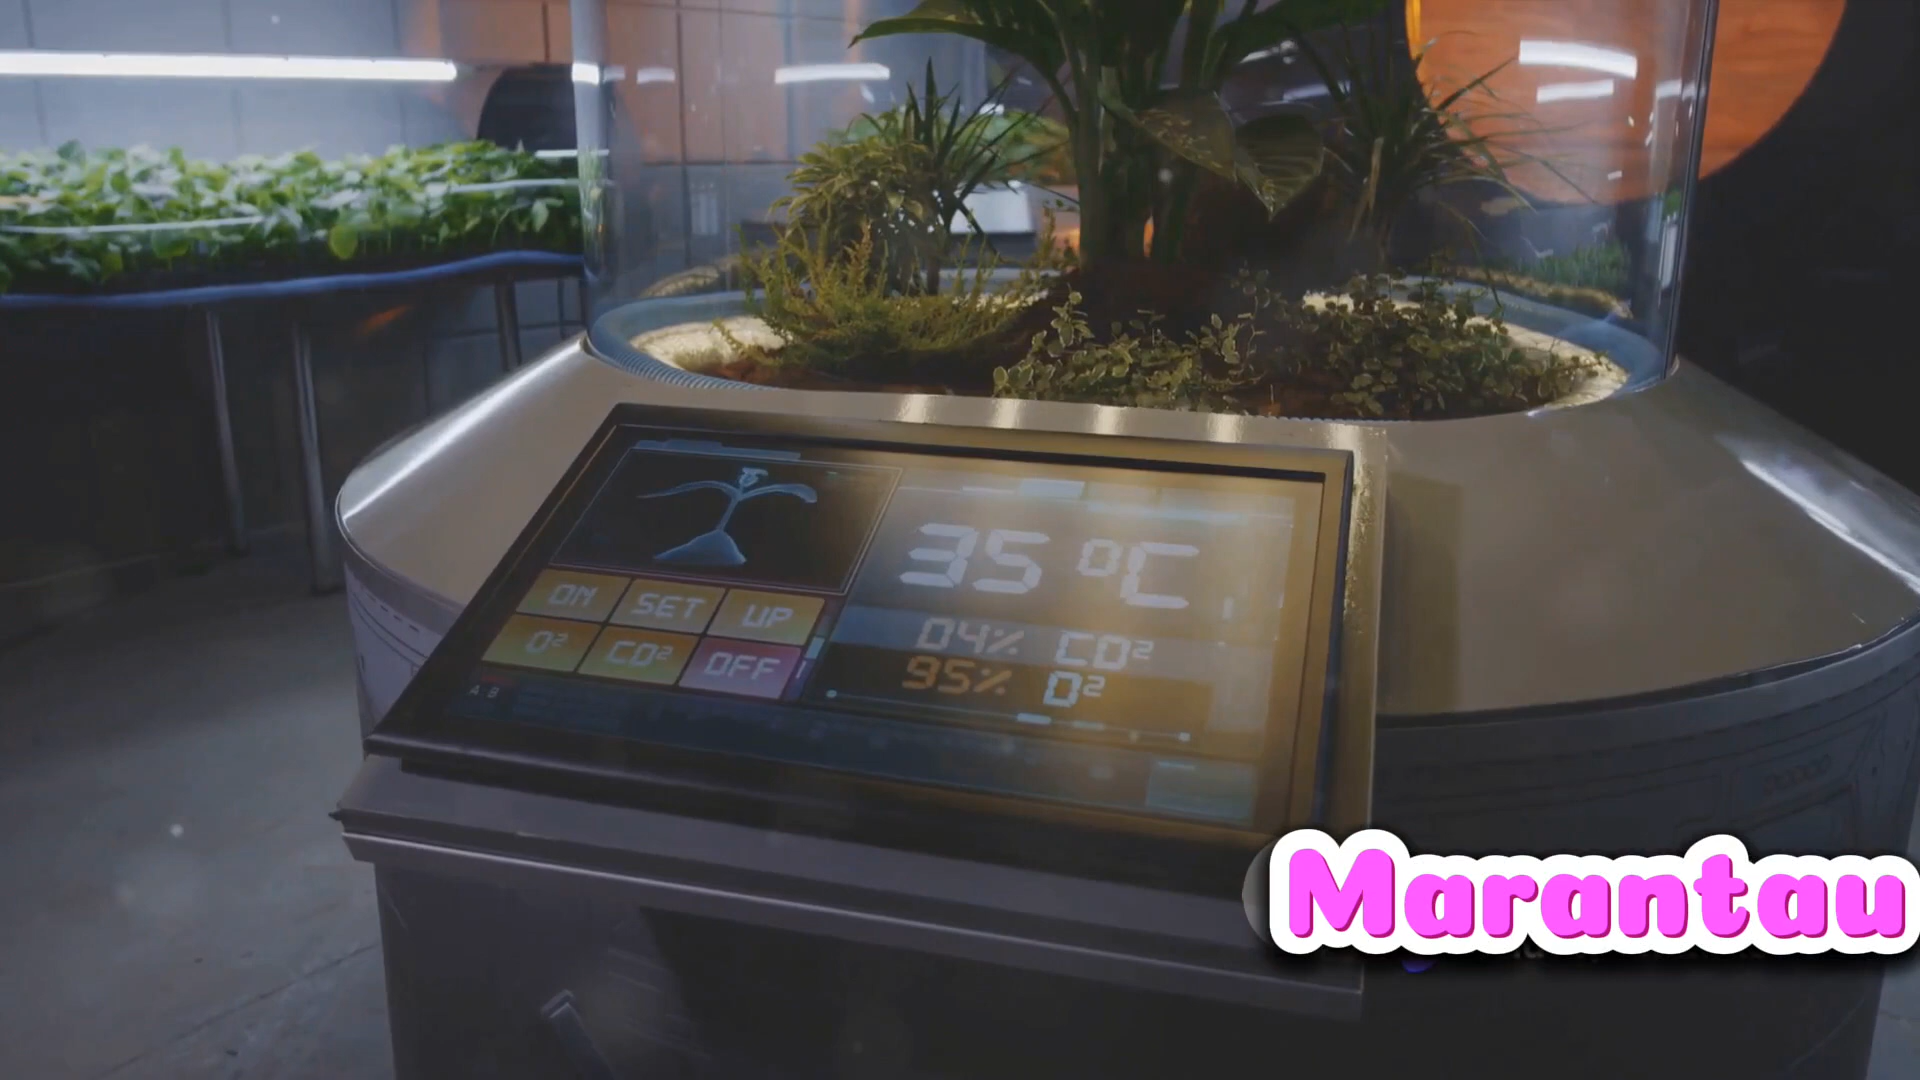 35 °C
ON SET UP
04% CO²
O² CO² OFF
95% O²
A B
Marantau